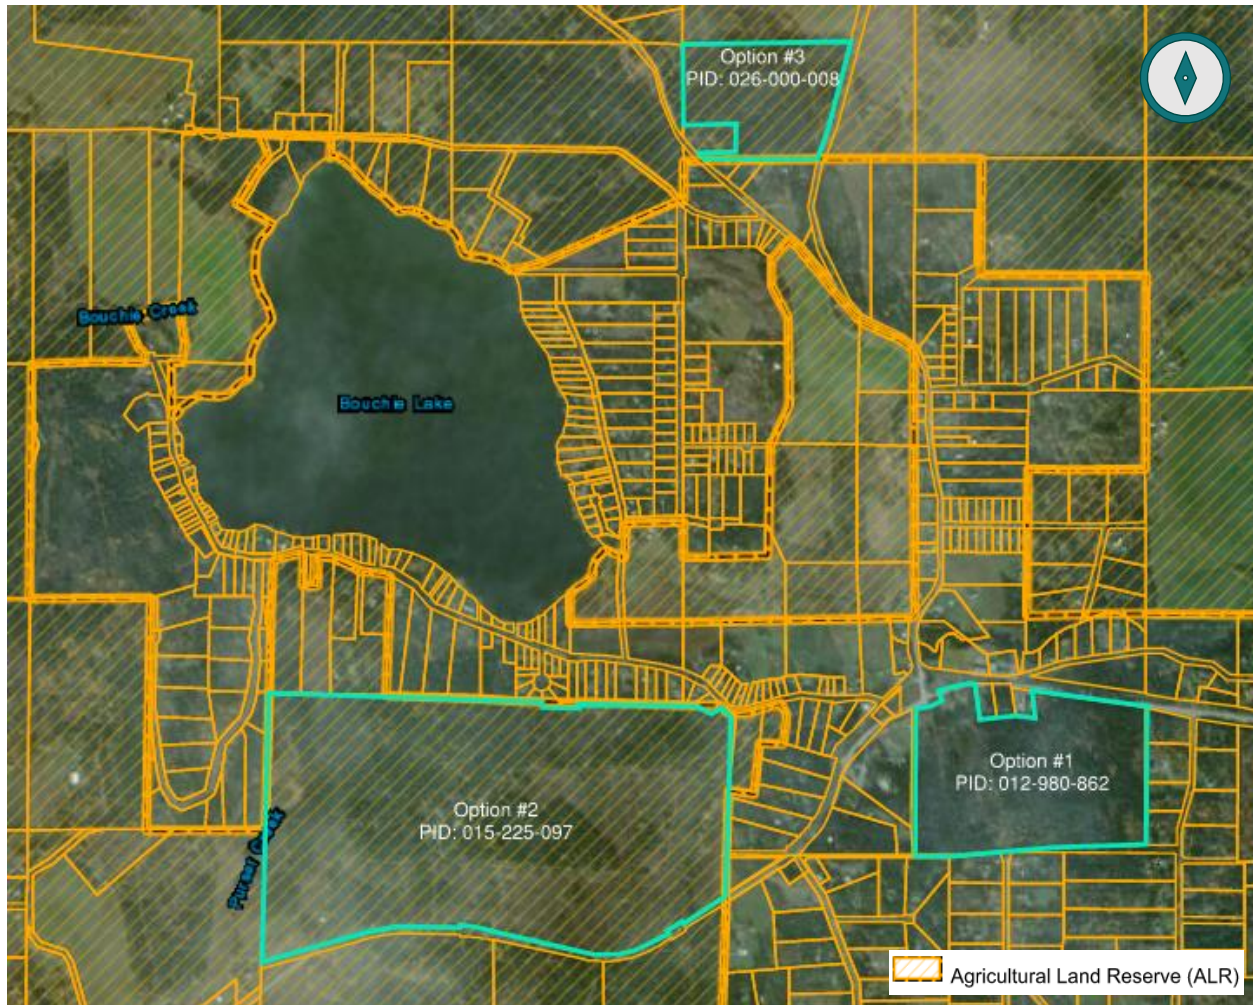 Option #3
PID: 026-000-008
Bouchie Creek
Bouchie Lake
Option #1
PID: 012-980-862
Option #2
PID: 015-225-097
Agricultural Land Reserve (ALR)